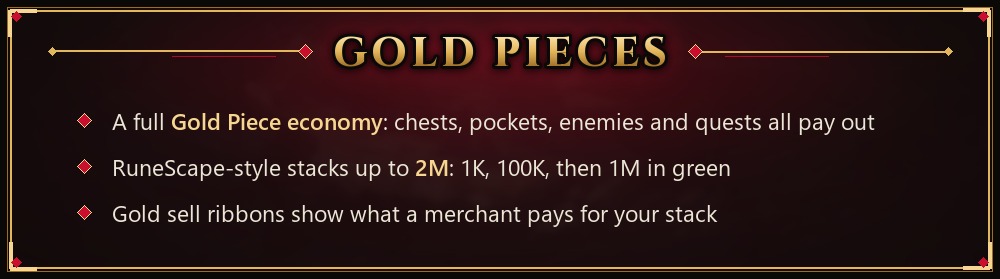 GOLD PIECES
A full Gold Piece economy: chests, pockets, enemies and quests all pay out
RuneScape-style stacks up to 2M: 1K, 100K, then 1M in green
Gold sell ribbons show what a merchant pays for your stack